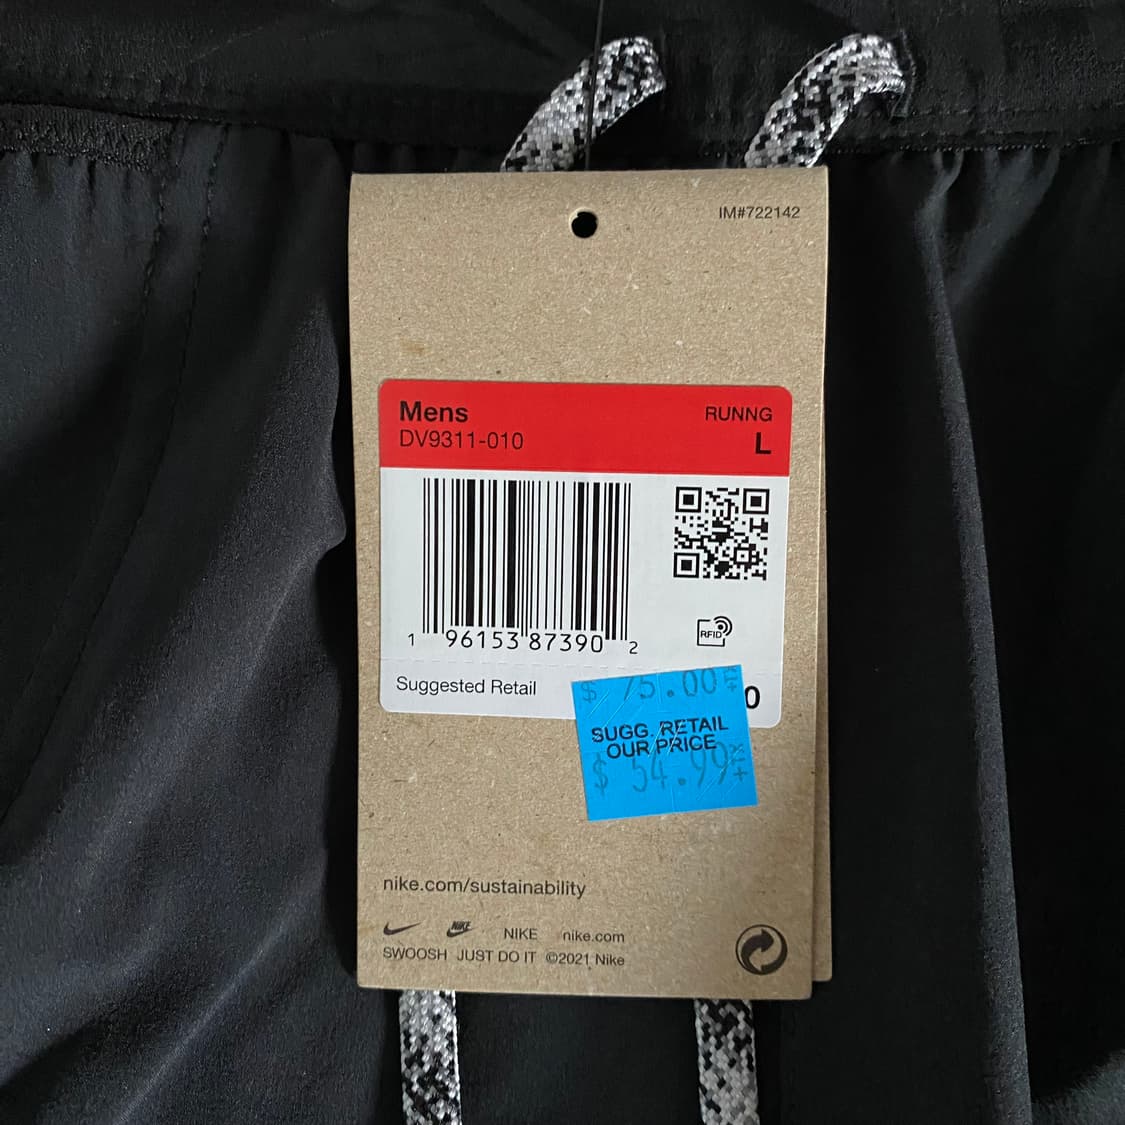 IM#722142
Mens
RUNNG
DV9311-010
L
1 96153 87390 2
RFID
Suggested Retail
0
$ 75.00
SUGG. RETAIL
OUR PRICE
$ 54.99
nike.com/sustainability
NIKE NIKE nike.com
SWOOSH JUST DO IT ©2021 Nike